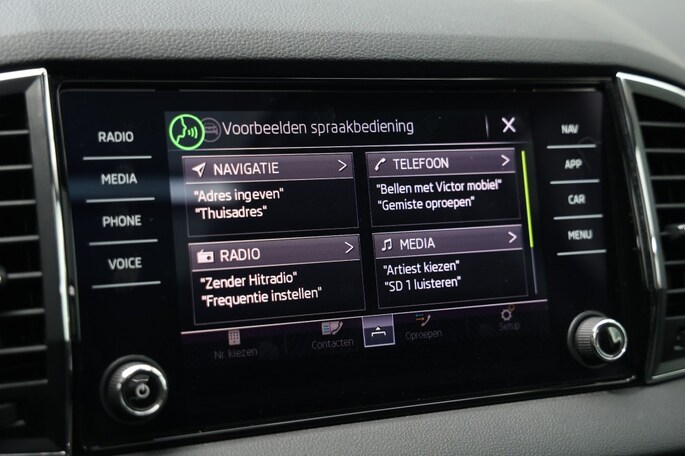 RADIO
MEDIA
PHONE
VOICE
Voorbeelden spraakbediening
NAVIGATIE
"Adres ingeven"
"Thuisadres"
TELEFOON
"Bellen met Victor mobiel"
"Gemiste oproepen"
RADIO
"Zender Hitradio"
"Frequentie instellen"
MEDIA
"Artiest kiezen"
"SD 1 luisteren"
Nr. kiezen
Contacten
Oproepen
Setup
NAV
APP
CAR
MENU